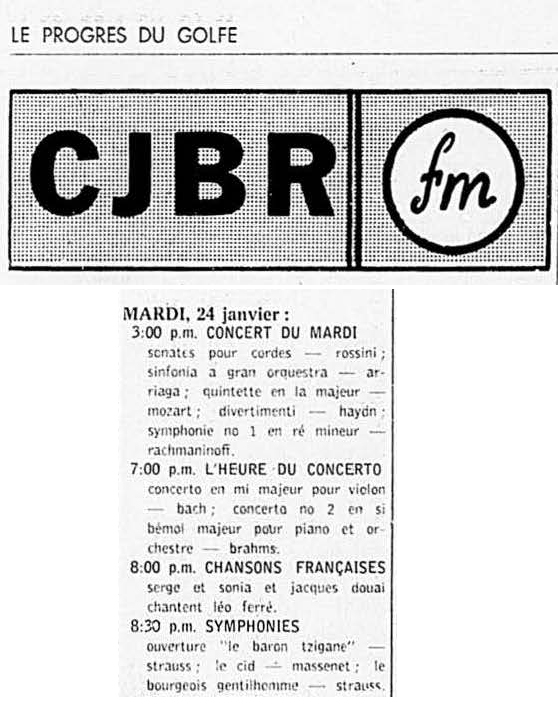 LE PROGRES DU GOLFE
CJBR fm
MARDI, 24 janvier :
3:00 p.m. CONCERT DU MARDI
sonates pour cordes — rossini ;
sinfonia a gran orquestra — ar-
riaga ; quintette en la majeur —
mozart ; divertimenti — haydn ;
symphonie no 1 en ré mineur —
rachmaninoff.
7:00 p.m. L'HEURE DU CONCERTO
concerto en mi majeur pour violon
— bach ; concerto no 2 en si
bémol majeur pour piano et or-
chestre — brahms.
8:00 p.m. CHANSONS FRANÇAISES
serge et sonia et jacques douai
chantent léo ferré.
8:30 p.m. SYMPHONIES
ouverture "le baron tzigane" —
strauss ; le cid — massenet ; le
bourgeois gentilhomme — strauss.